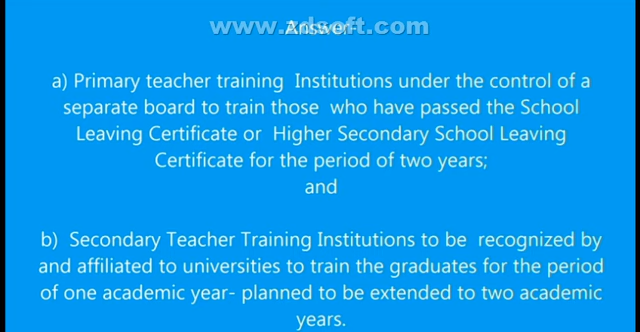 www.zdsoft.com
Answer
a) Primary teacher training Institutions under the control of a
separate board to train those who have passed the School
Leaving Certificate or Higher Secondary School Leaving
Certificate for the period of two years;
and
b) Secondary Teacher Training Institutions to be recognized by
and affiliated to universities to train the graduates for the period
of one academic year- planned to be extended to two academic
years.